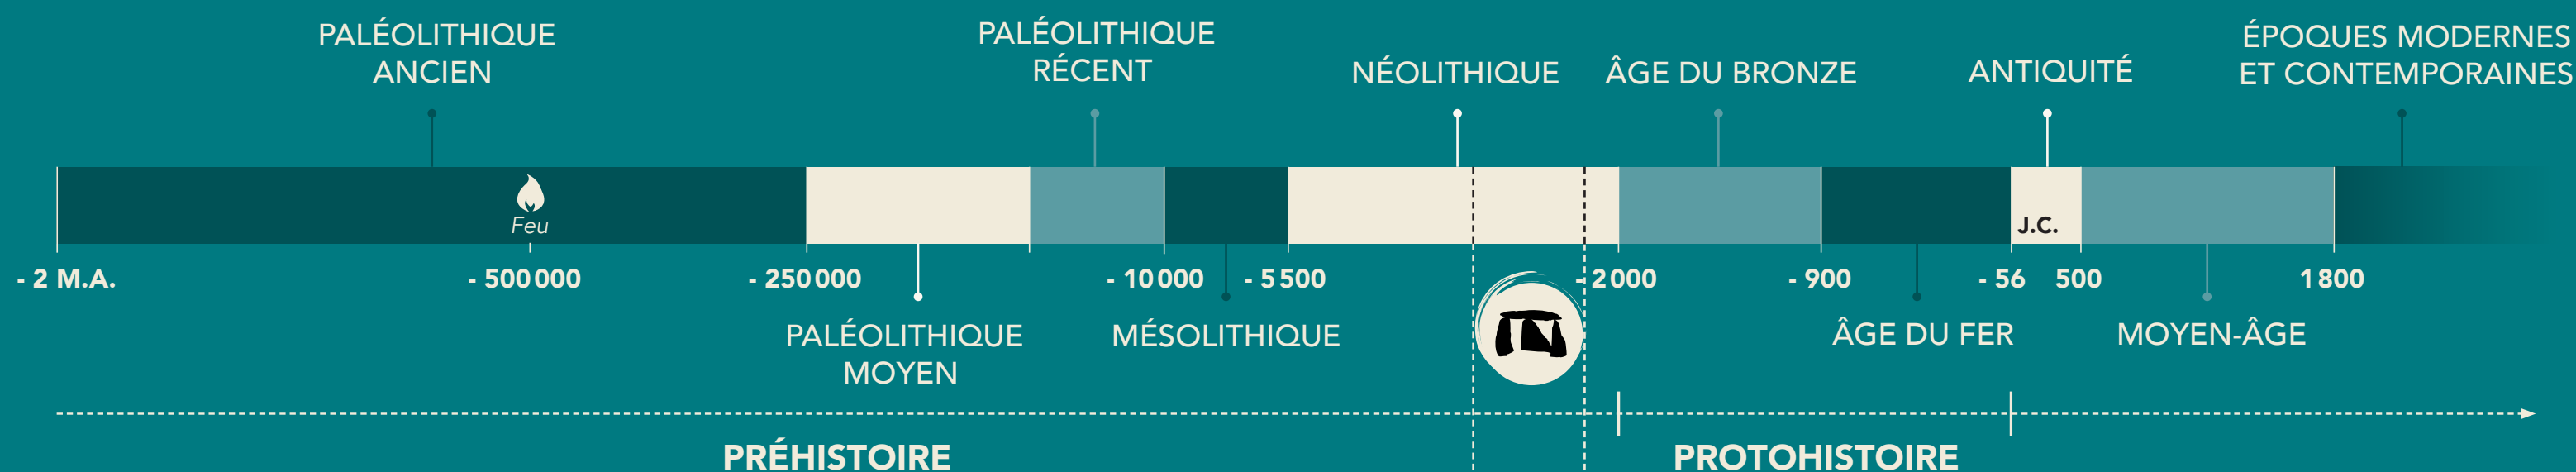 PALÉOLITHIQUE
ANCIEN
PALÉOLITHIQUE
RÉCENT
NÉOLITHIQUE
ÂGE DU BRONZE
ANTIQUITÉ
ÉPOQUES MODERNES
ET CONTEMPORAINES
Feu
J.C.
- 2 M.A.
- 500 000
- 250 000
- 10 000
- 5 500
- 2 000
- 900
- 56
500
1 800
PALÉOLITHIQUE
MOYEN
MÉSOLITHIQUE
ÂGE DU FER
MOYEN-ÂGE
PRÉHISTOIRE
PROTOHISTOIRE